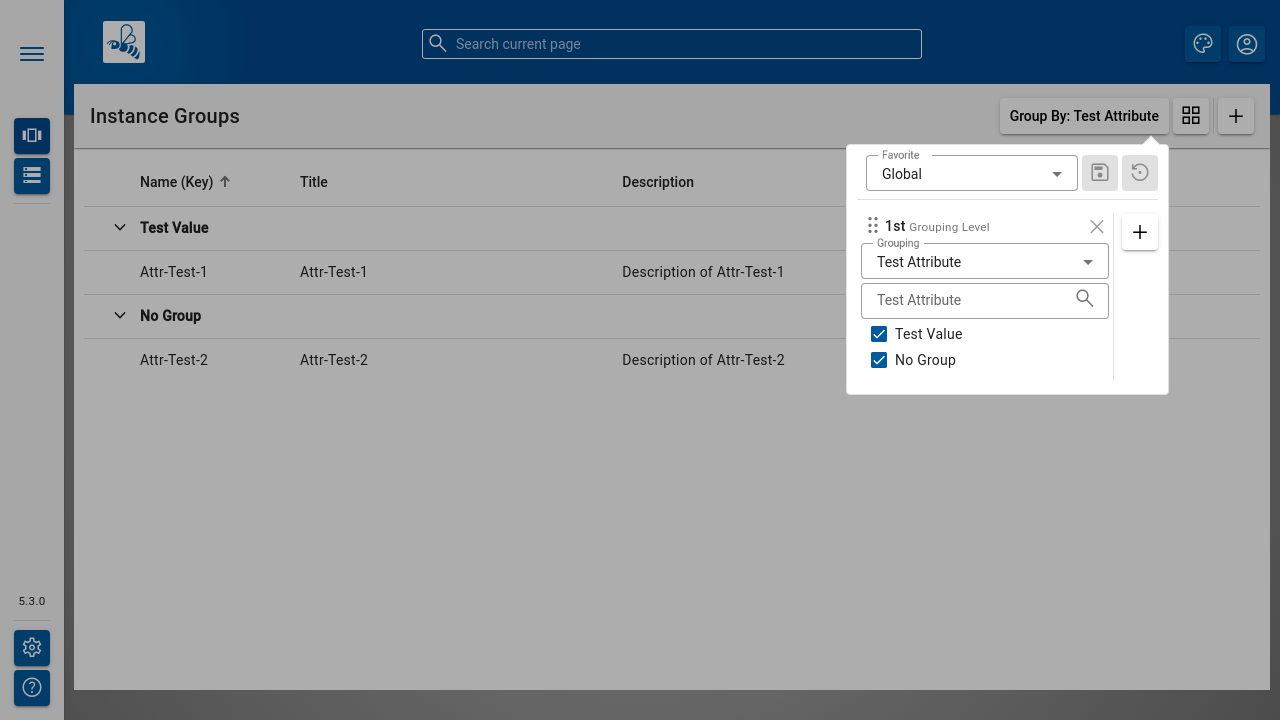 Search current page
Instance Groups
Group By: Test Attribute
Favorite
Global
Name (Key)
Title
Description
1st Grouping Level
Test Value
Grouping
Test Attribute
Attr-Test-1
Attr-Test-1
Description of Attr-Test-1
Test Attribute
No Group
Test Value
Attr-Test-2
Attr-Test-2
Description of Attr-Test-2
No Group
5.3.0